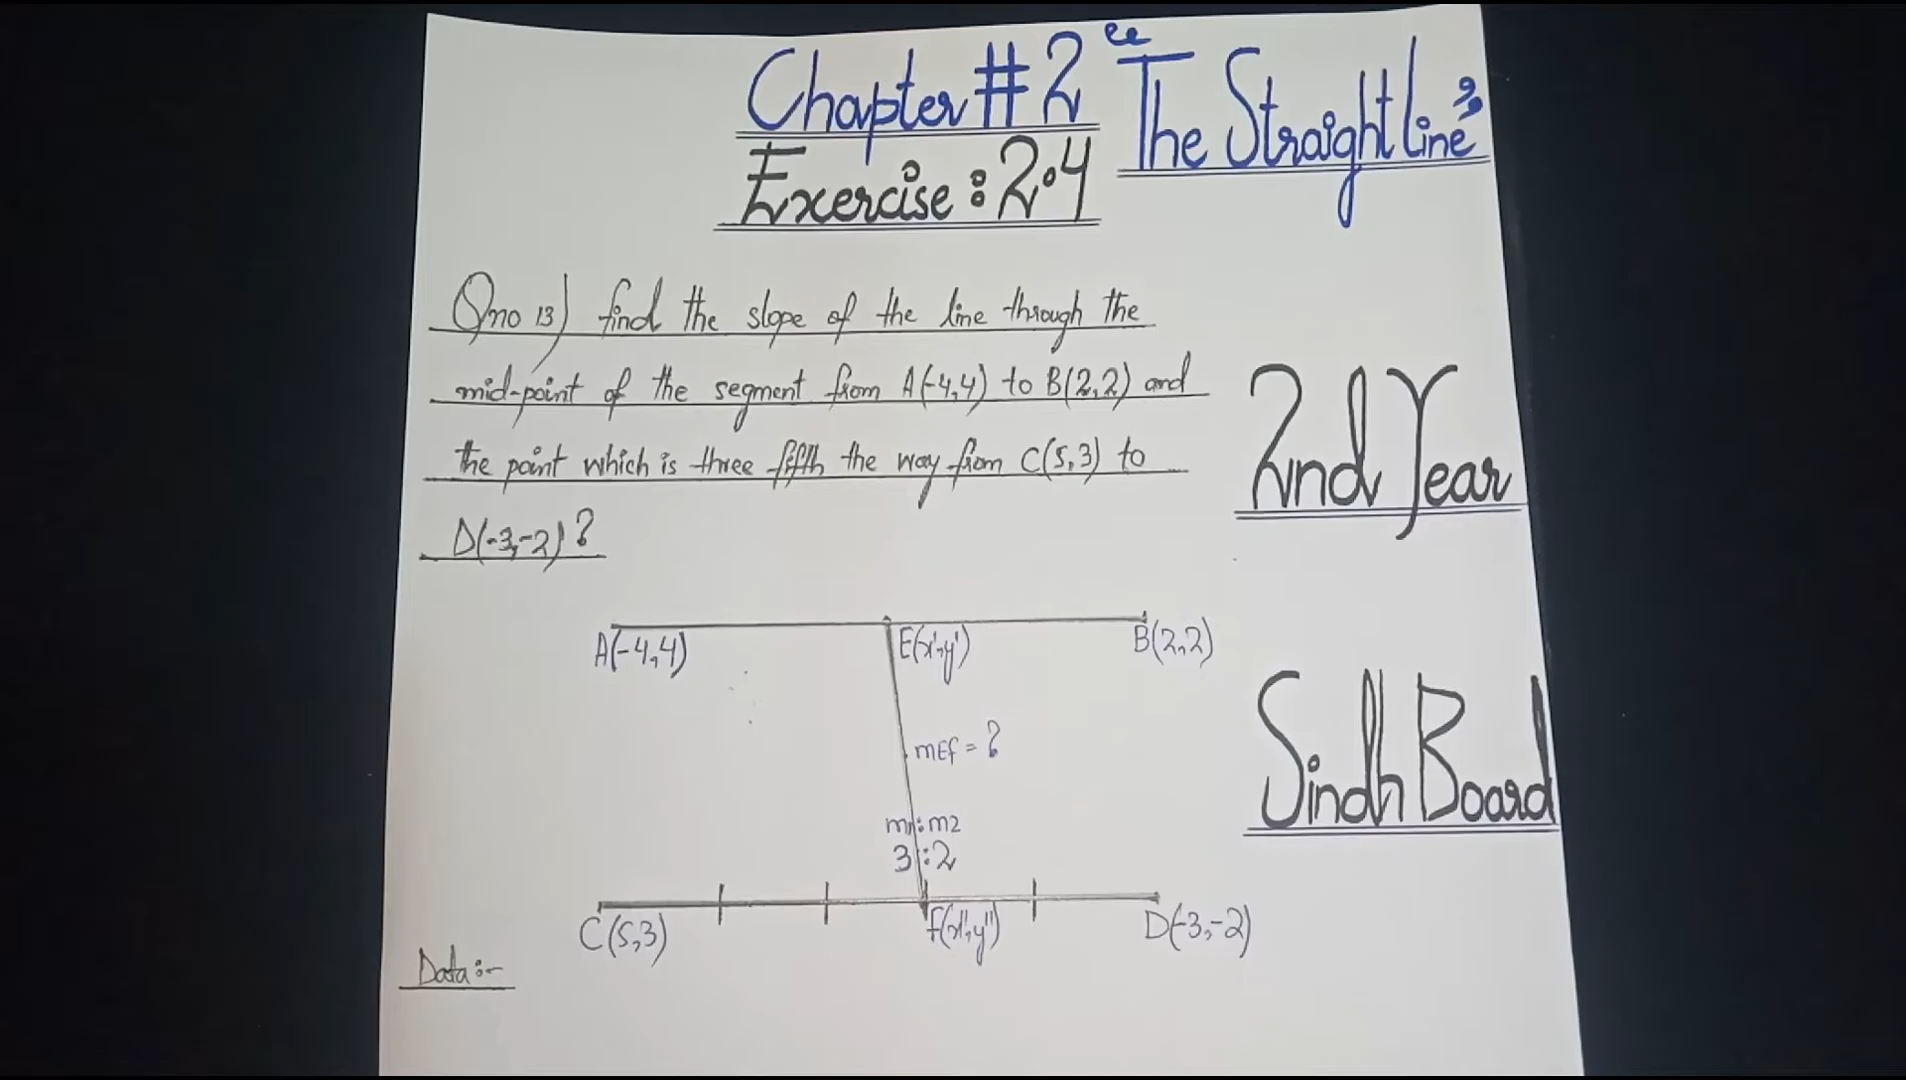 Chapter # 2 "The Straight Line"
Exercise : 2.4
Qno 13) find the slope of the line through the
mid-point of the segment from A(-4,4) to B(2,2) and
the point which is three fifth the way from C(5,3) to
D(-3,-2) ?
2nd Year
A(-4,4) E(x',y') B(2,2)
Sindh Board
mEf = ?
m1:m2
3:2
C(5,3) F(x'',y'') D(-3,-2)
Data:-